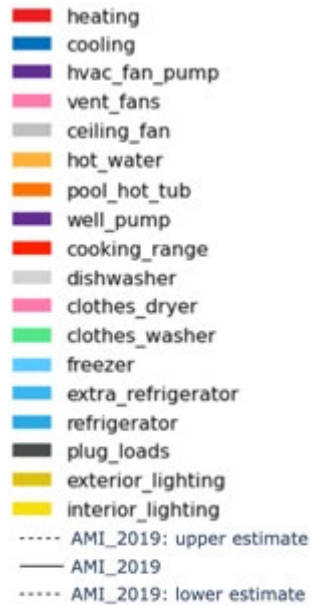 heating
cooling
hvac_fan_pump
vent_fans
ceiling_fan
hot_water
pool_hot_tub
well_pump
cooking_range
dishwasher
clothes_dryer
clothes_washer
freezer
extra_refrigerator
refrigerator
plug_loads
exterior_lighting
interior_lighting
AMI_2019: upper estimate
AMI_2019
AMI_2019: lower estimate